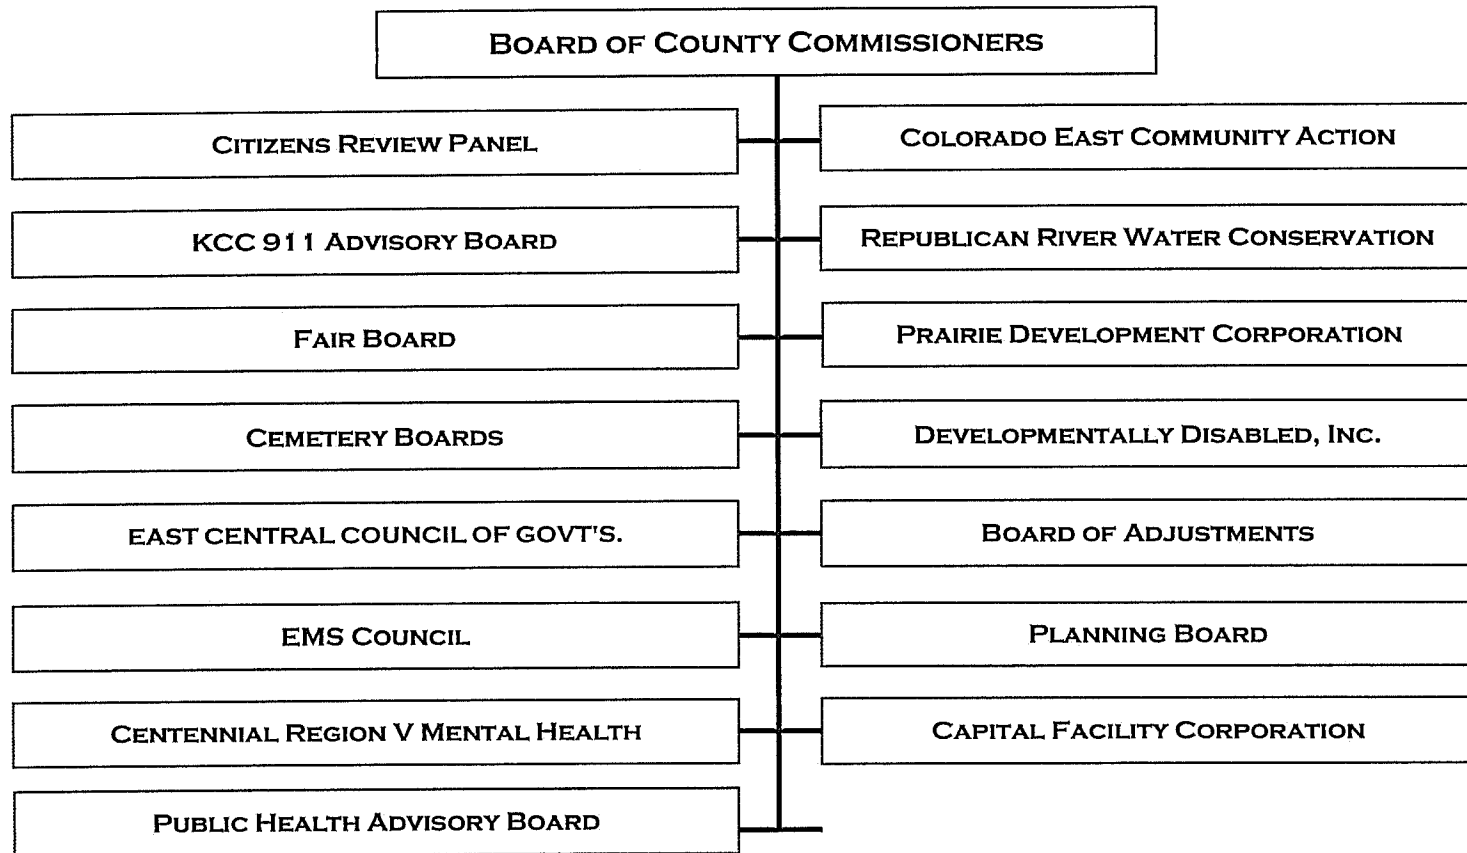 BOARD OF COUNTY COMMISSIONERS
CITIZENS REVIEW PANEL
COLORADO EAST COMMUNITY ACTION
KCC 911 ADVISORY BOARD
REPUBLICAN RIVER WATER CONSERVATION
FAIR BOARD
PRAIRIE DEVELOPMENT CORPORATION
CEMETERY BOARDS
DEVELOPMENTALLY DISABLED, INC.
EAST CENTRAL COUNCIL OF GOVT'S.
BOARD OF ADJUSTMENTS
EMS COUNCIL
PLANNING BOARD
CENTENNIAL REGION V MENTAL HEALTH
CAPITAL FACILITY CORPORATION
PUBLIC HEALTH ADVISORY BOARD